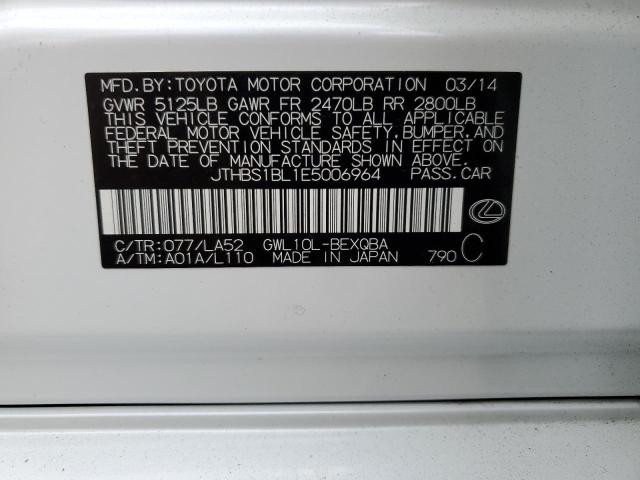 MFD.BY:TOYOTA MOTOR CORPORATION 03/14
GVWR 5125LB GAWR FR 2470LB RR 2800LB
THIS VEHICLE CONFORMS TO ALL APPLICABLE
FEDERAL MOTOR VEHICLE SAFETY,BUMPER,AND
THEFT PREVENTION STANDARDS IN EFFECT ON
THE DATE OF MANUFACTURE SHOWN ABOVE.
JTHBS1BL1E5006964 PASS.CAR
C/TR:077/LA52 GWL10L-BEXQBA
A/TM:A01A/L110 MADE IN JAPAN 790 C